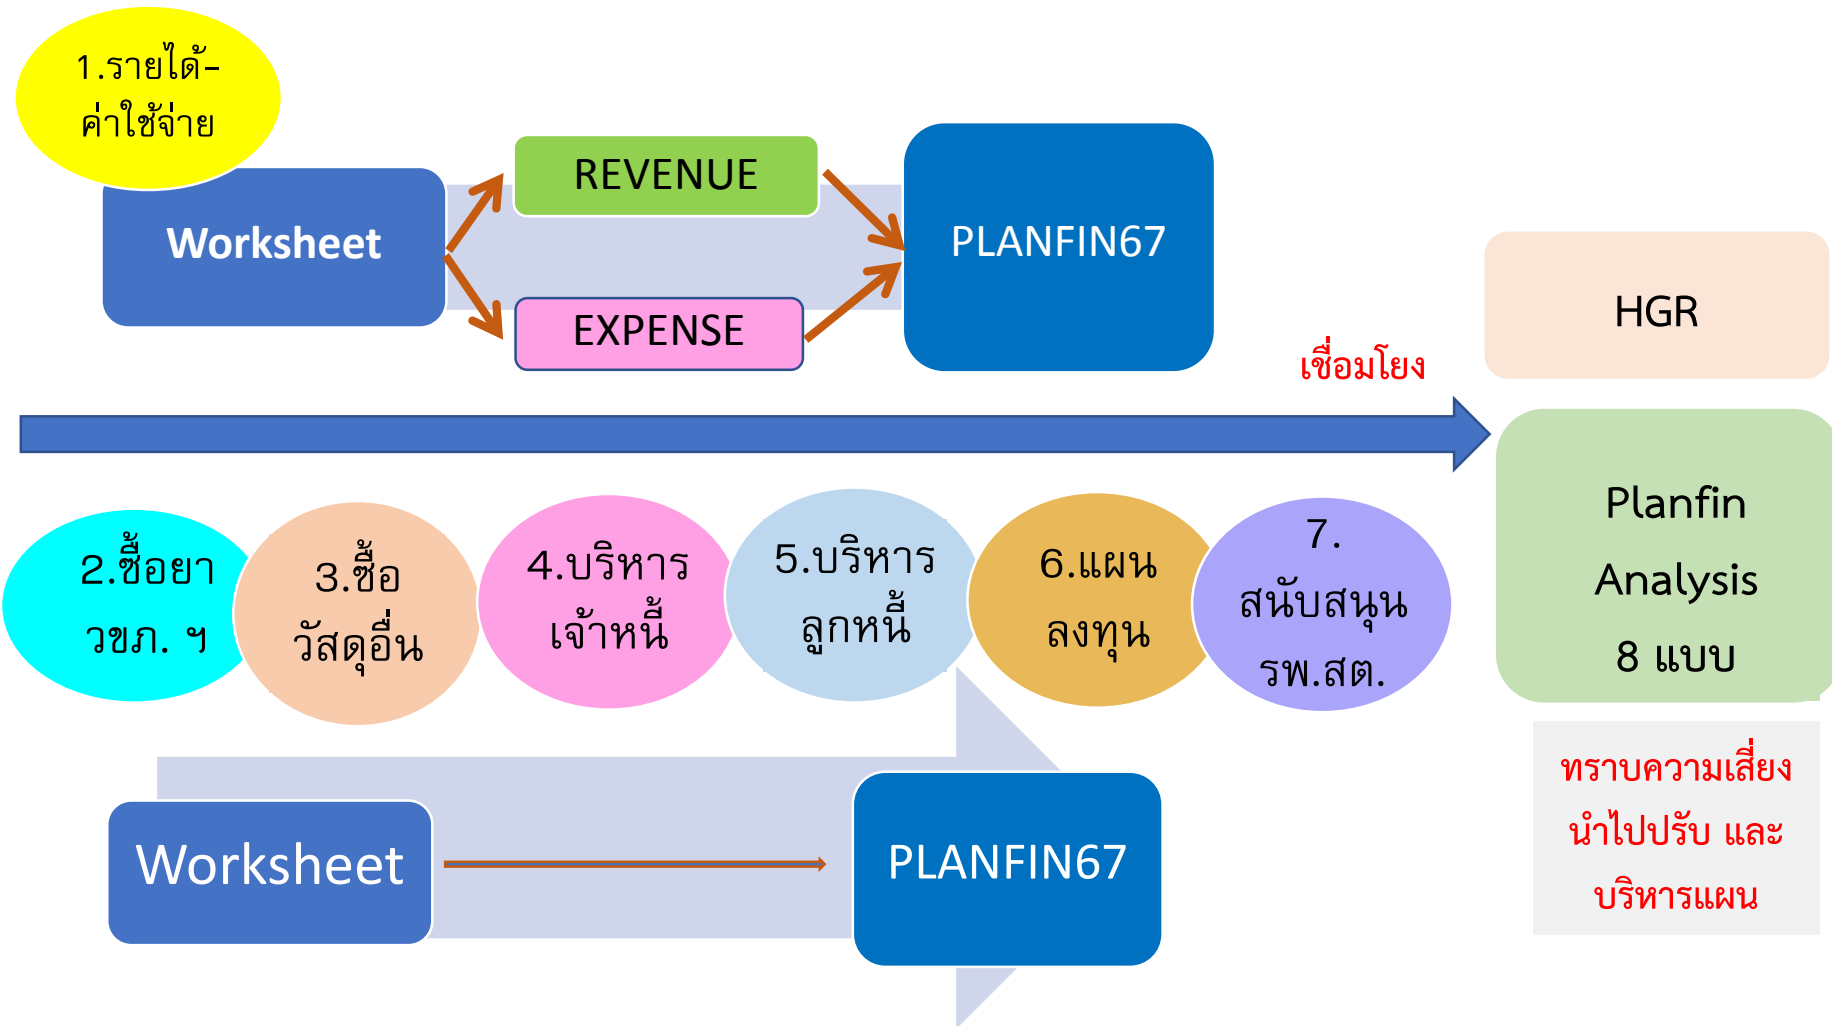 1.รายได้-
ค่าใช้จ่าย
Worksheet
REVENUE
EXPENSE
PLANFIN67
HGR
เชื่อมโยง
2.ซื้อยา
วขภ. ฯ
3.ซื้อ
วัสดุอื่น
4.บริหาร
เจ้าหนี้
5.บริหาร
ลูกหนี้
6.แผน
ลงทุน
7.
สนับสนุน
รพ.สต.
Planfin
Analysis
8 แบบ
Worksheet
PLANFIN67
ทราบความเสี่ยง
นำไปปรับ และ
บริหารแผน